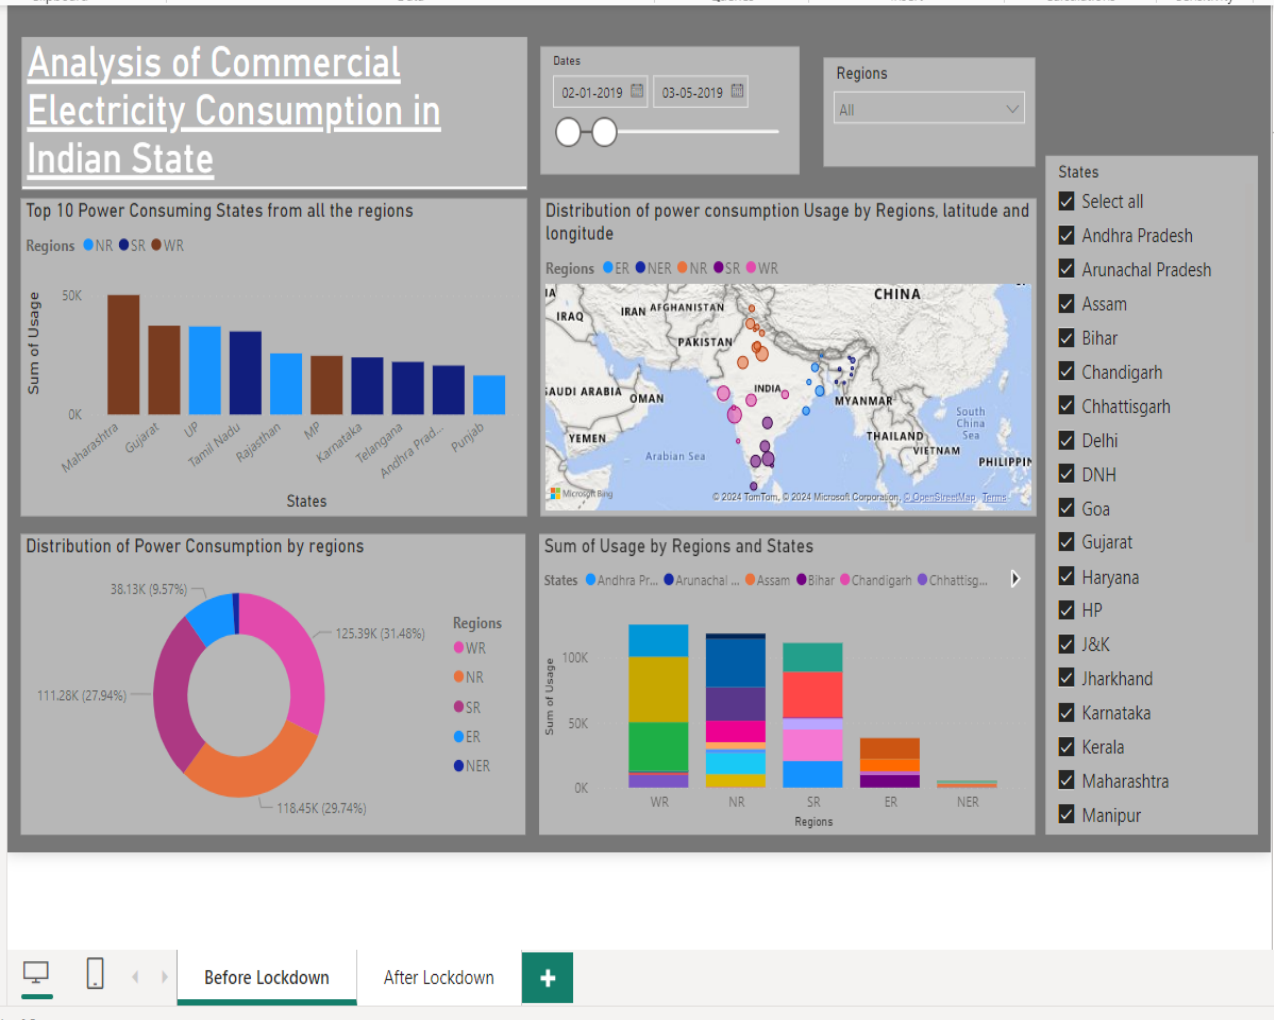 Analysis of Commercial
Electricity Consumption in
Indian State
Dates
02-01-2019
03-05-2019
Regions
All
States
Select all
Andhra Pradesh
Arunachal Pradesh
Assam
Bihar
Chandigarh
Chhattisgarh
Delhi
DNH
Goa
Gujarat
Haryana
HP
J&K
Jharkhand
Karnataka
Kerala
Maharashtra
Manipur
Top 10 Power Consuming States from all the regions
Regions NR SR WR
Sum of Usage
50K
0K
Maharashtra
Gujarat
UP
Tamil Nadu
Rajasthan
MP
Karnataka
Telangana
Andhra Prad...
Punjab
States
Distribution of power consumption Usage by Regions, latitude and
longitude
Regions ER NER NR SR WR
IA
CHINA
IRAQ
IRAN
AFGHANISTAN
PAKISTAN
SAUDI ARABIA
OMAN
INDIA
MYANMAR
YEMEN
Arabian Sea
THAILAND
VIETNAM
South
China
Sea
PHILIPPIN
Microsoft Bing
© 2024 TomTom, © 2024 Microsoft Corporation, © OpenStreetMap Terms
Distribution of Power Consumption by regions
38.13K (9.57%)
125.39K (31.48%)
111.28K (27.94%)
118.45K (29.74%)
Regions
WR
NR
SR
ER
NER
Sum of Usage by Regions and States
States Andhra Pr... Arunachal ... Assam Bihar Chandigarh Chhattisg...
Sum of Usage
100K
50K
0K
WR
NR
SR
ER
NER
Regions
Before Lockdown
After Lockdown